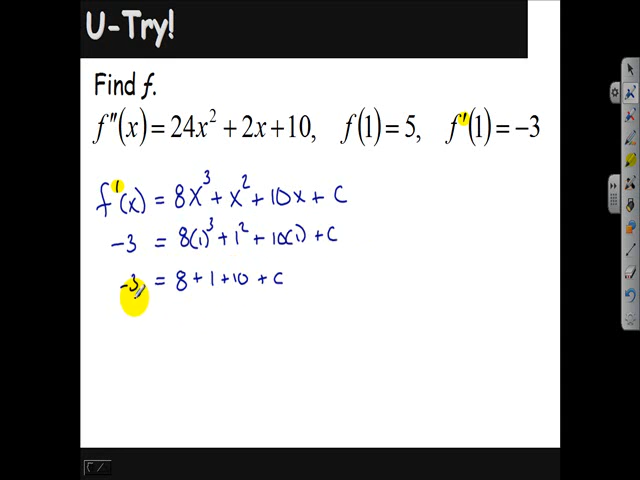 U-Try!
Find f.
f"(x) = 24x² + 2x + 10, f(1) = 5, f'(1) = −3
f'(x) = 8x³ + x² + 10x + C
-3 = 8(1)³ + 1² + 10(1) + C
-3 = 8 + 1 + 10 + C